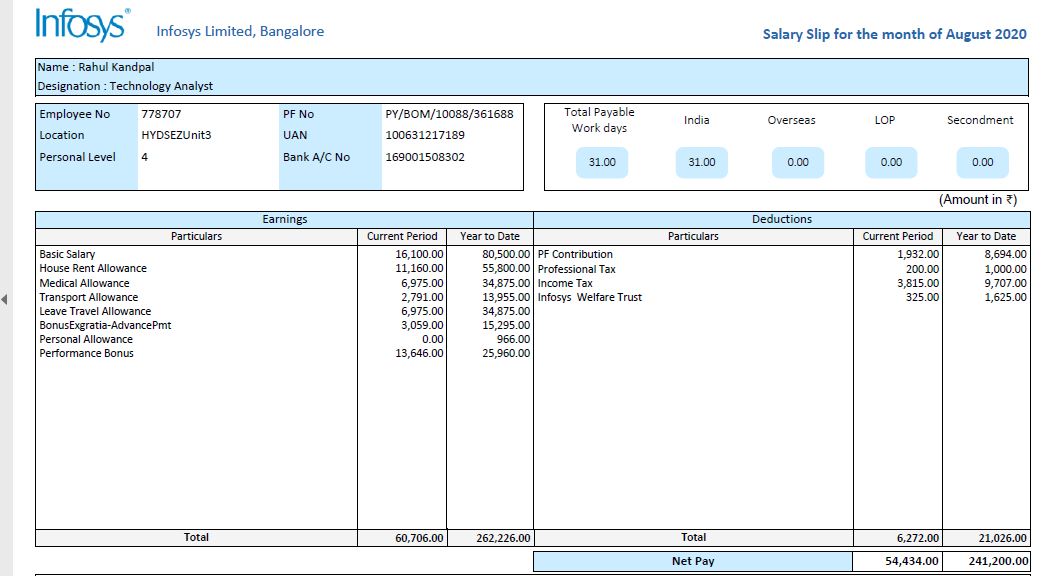 Infosys® Infosys Limited, Bangalore Salary Slip for the month of August 2020
Name : Rahul Kandpal
Designation : Technology Analyst
Employee No 778707 PF No PY/BOM/10088/361688
Location HYDSEZUnit3 UAN 100631217189
Personal Level 4 Bank A/C No 169001508302
Total Payable Work days India Overseas LOP Secondment
31.00 31.00 0.00 0.00 0.00
(Amount in ₹)
Earnings Deductions
Particulars Current Period Year to Date Particulars Current Period Year to Date
Basic Salary 16,100.00 80,500.00 PF Contribution 1,932.00 8,694.00
House Rent Allowance 11,160.00 55,800.00 Professional Tax 200.00 1,000.00
Medical Allowance 6,975.00 34,875.00 Income Tax 3,815.00 9,707.00
Transport Allowance 2,791.00 13,955.00 Infosys Welfare Trust 325.00 1,625.00
Leave Travel Allowance 6,975.00 34,875.00
BonusExgratia-AdvancePmt 3,059.00 15,295.00
Personal Allowance 0.00 966.00
Performance Bonus 13,646.00 25,960.00
Total 60,706.00 262,226.00 Total 6,272.00 21,026.00
Net Pay 54,434.00 241,200.00